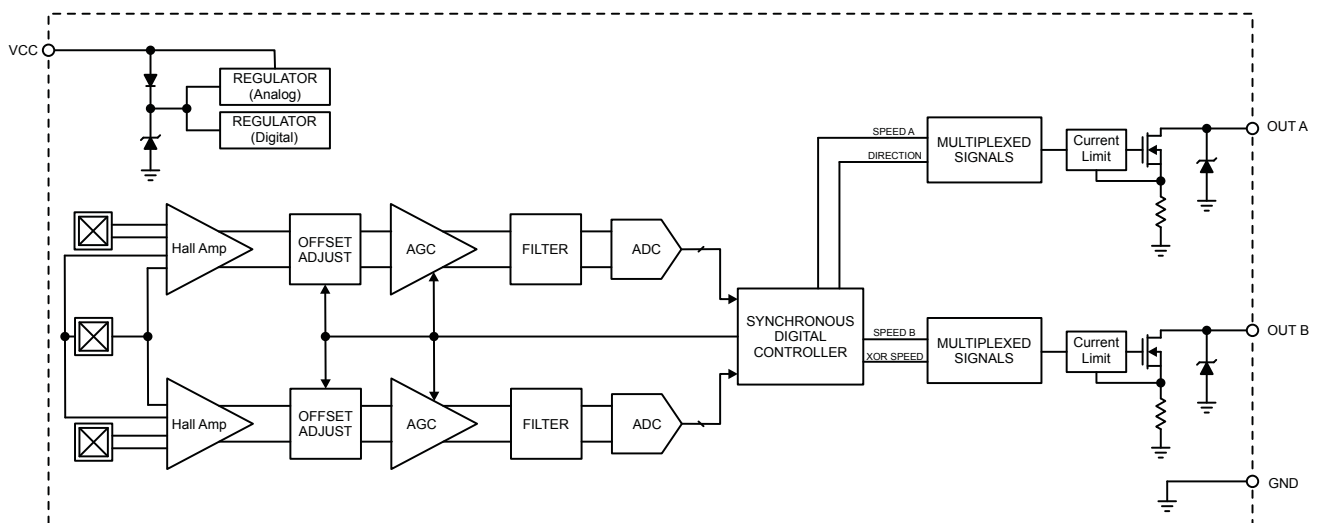 VCC
REGULATOR
(Analog)
REGULATOR
(Digital)
SPEED A
DIRECTION
MULTIPLEXED
SIGNALS
Current
Limit
OUT A
Hall Amp
OFFSET
ADJUST
AGC
FILTER
ADC
SYNCHRONOUS
DIGITAL
CONTROLLER
SPEED B
XOR SPEED
MULTIPLEXED
SIGNALS
Current
Limit
OUT B
Hall Amp
OFFSET
ADJUST
AGC
FILTER
ADC
GND